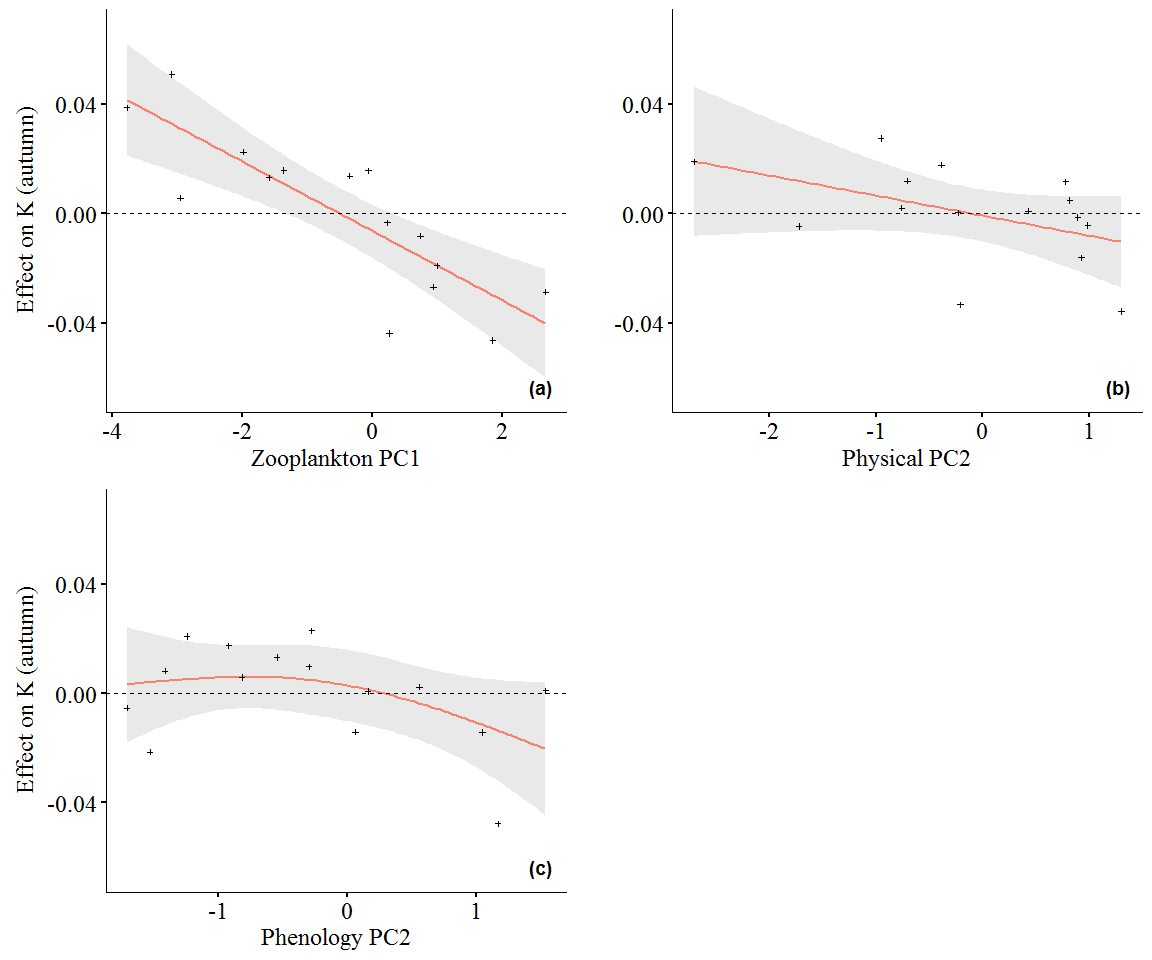 Effect on K (autumn)
0.04
0.00
-0.04
(a)
-4 -2 0 2
Zooplankton PC1
0.04
0.00
-0.04
(b)
-2 -1 0 1
Physical PC2
Effect on K (autumn)
0.04
0.00
-0.04
(c)
-1 0 1
Phenology PC2